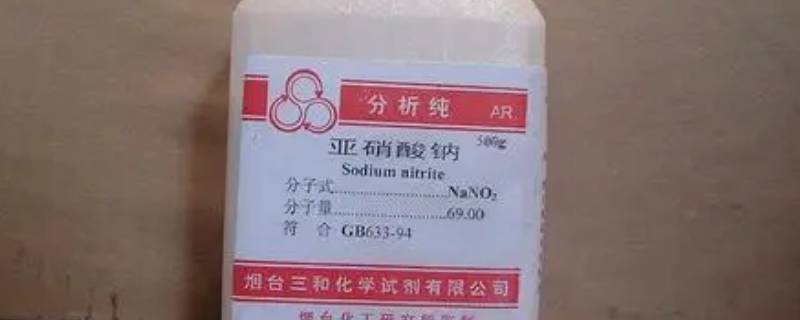 分析纯 AR
500g
亚硝酸钠
Sodium nitrite
分子式......................NaNO₂
分子量......................69.00
符 合 GB633-94
烟台三和化学试剂有限公司